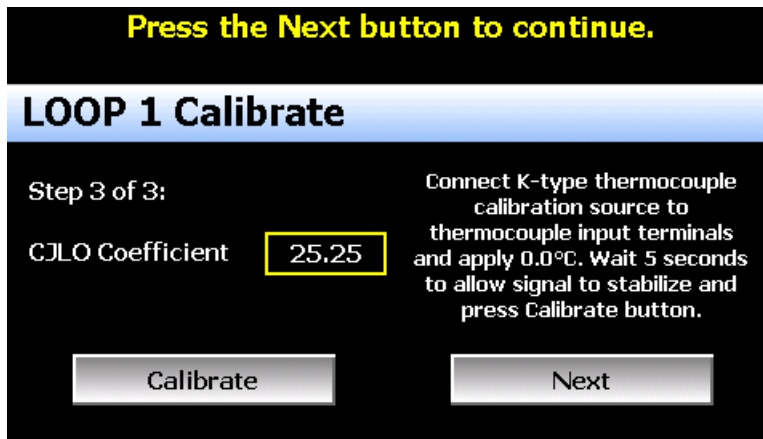 Press the Next button to continue.
LOOP 1 Calibrate
Step 3 of 3:
CJLO Coefficient 25.25
Connect K-type thermocouple
calibration source to
thermocouple input terminals
and apply 0.0°C. Wait 5 seconds
to allow signal to stabilize and
press Calibrate button.
Calibrate
Next